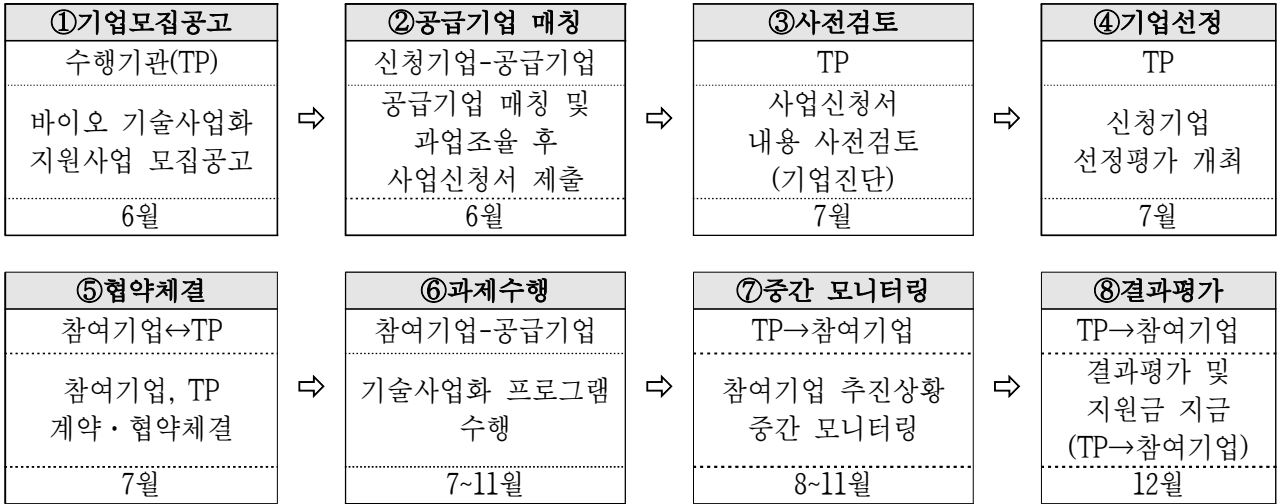 ①기업모집공고
수행기관(TP)
바이오 기술사업화
지원사업 모집공고
6월
⇨
②공급기업 매칭
신청기업-공급기업
공급기업 매칭 및
과업조율 후
사업신청서 제출
6월
⇨
③사전검토
TP
사업신청서
내용 사전검토
(기업진단)
7월
⇨
④기업선정
TP
신청기업
선정평가 개최
7월
⑤협약체결
참여기업↔TP
참여기업, TP
계약・협약체결
7월
⇨
⑥과제수행
참여기업-공급기업
기술사업화 프로그램
수행
7~11월
⇨
⑦중간 모니터링
TP→참여기업
참여기업 추진상황
중간 모니터링
8~11월
⇨
⑧결과평가
TP→참여기업
결과평가 및
지원금 지급
(TP→참여기업)
12월